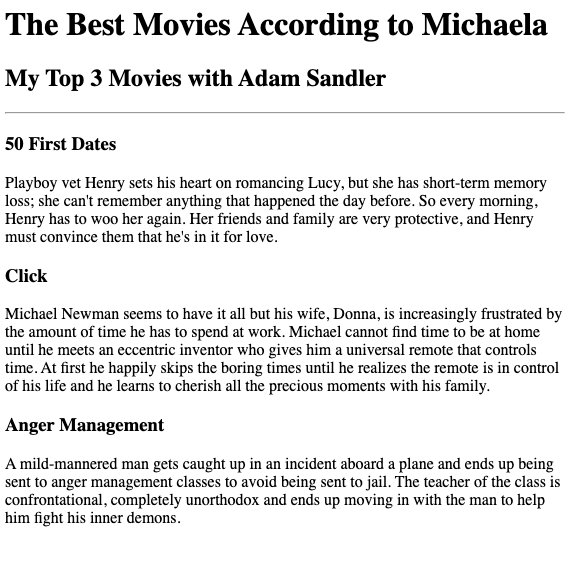 The Best Movies According to Michaela
My Top 3 Movies with Adam Sandler
50 First Dates
Playboy vet Henry sets his heart on romancing Lucy, but she has short-term memory
loss; she can't remember anything that happened the day before. So every morning,
Henry has to woo her again. Her friends and family are very protective, and Henry
must convince them that he's in it for love.
Click
Michael Newman seems to have it all but his wife, Donna, is increasingly frustrated by
the amount of time he has to spend at work. Michael cannot find time to be at home
until he meets an eccentric inventor who gives him a universal remote that controls
time. At first he happily skips the boring times until he realizes the remote is in control
of his life and he learns to cherish all the precious moments with his family.
Anger Management
A mild-mannered man gets caught up in an incident aboard a plane and ends up being
sent to anger management classes to avoid being sent to jail. The teacher of the class is
confrontational, completely unorthodox and ends up moving in with the man to help
him fight his inner demons.